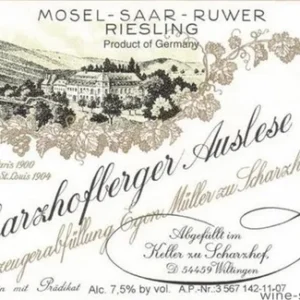 MOSEL-SAAR-RUWER
RIESLING
Product of Germany
1900
St. Louis 1904
arzhofberger Auslese
zeugerabfüllung Egon Müller zu Scharzh
Abgefüllt im
Keller zu Scharzhof,
D 54459 Wiltingen
mit Prädikat Alc. 7,5% by vol. A.P.-Nr. 3 567 142-11-07
wine-s